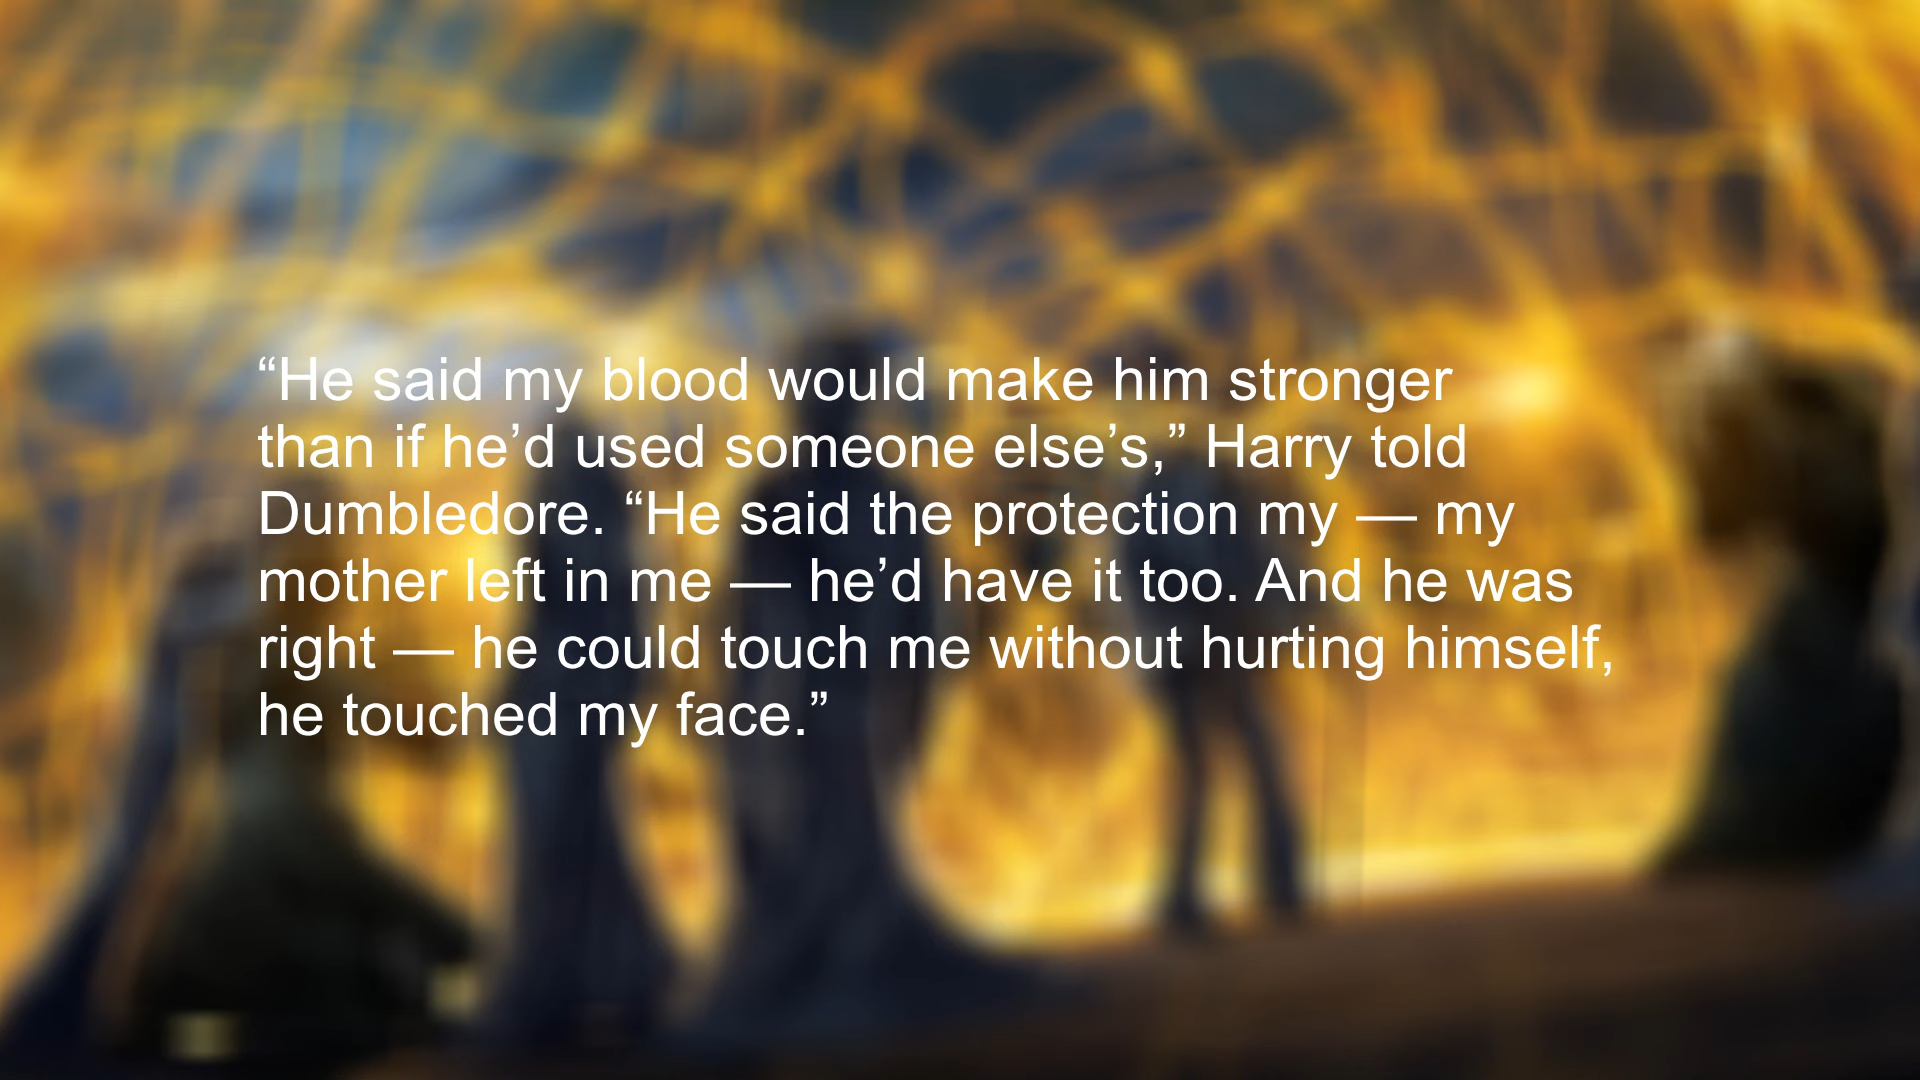 “He said my blood would make him stronger
than if he’d used someone else’s,” Harry told
Dumbledore. “He said the protection my — my
mother left in me — he’d have it too. And he was
right — he could touch me without hurting himself,
he touched my face.”